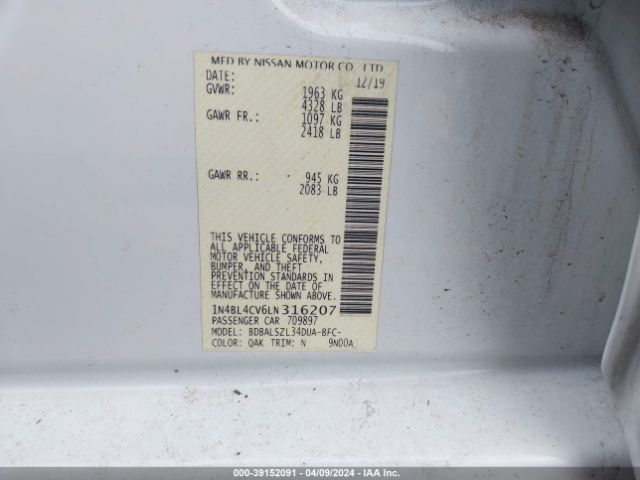 MFD BY NISSAN MOTOR CO., LTD
DATE: 12/19
GVWR: 1963 KG
4328 LB
GAWR FR.: 1097 KG
2418 LB
GAWR RR.: 945 KG
2083 LB
THIS VEHICLE CONFORMS TO
ALL APPLICABLE FEDERAL
MOTOR VEHICLE SAFETY,
BUMPER, AND THEFT
PREVENTION STANDARDS IN
EFFECT ON THE DATE OF
MANUFACTURE SHOWN ABOVE.
1N4BL4CV6LN316207
PASSENGER CAR 709897
MODEL: BDBALSZL34DUA-BFC-
COLOR: QAK TRIM: N 9N00A
000-39152091 - 04/09/2024 - IAA Inc.